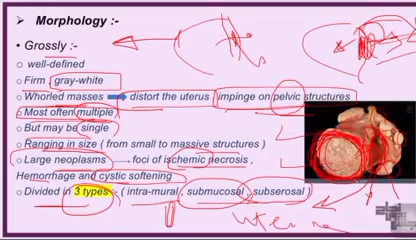 ➢ Morphology :-
• Grossly :-
○ well-defined
○ Firm gray-white
○ Whorled masses ➡ distort the uterus impinge on pelvic structures
○ Most often multiple
○ But may be single
○ Ranging in size ( from small to massive structures )
○ Large neoplasms → foci of ischemic necrosis ,
Hemorrhage and cystic softening
○ Divided in 3 types :- ( intra-mural , submucosal , subserosal )